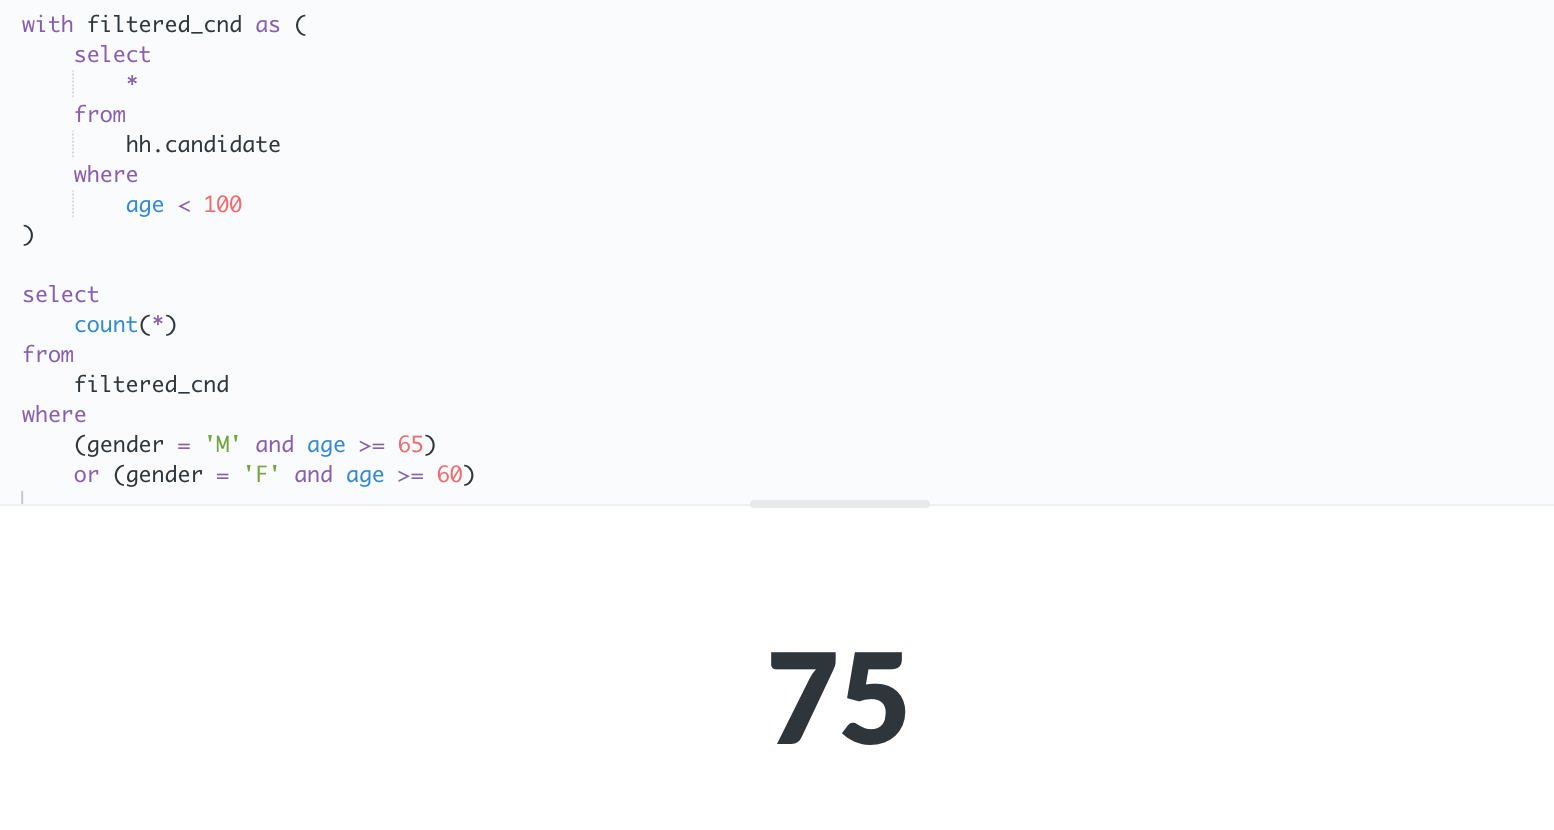 with filtered_cnd as (
    select
        *
    from
        hh.candidate
    where
        age < 100
)

select
    count(*)
from
    filtered_cnd
where
    (gender = 'M' and age >= 65)
    or (gender = 'F' and age >= 60)
75